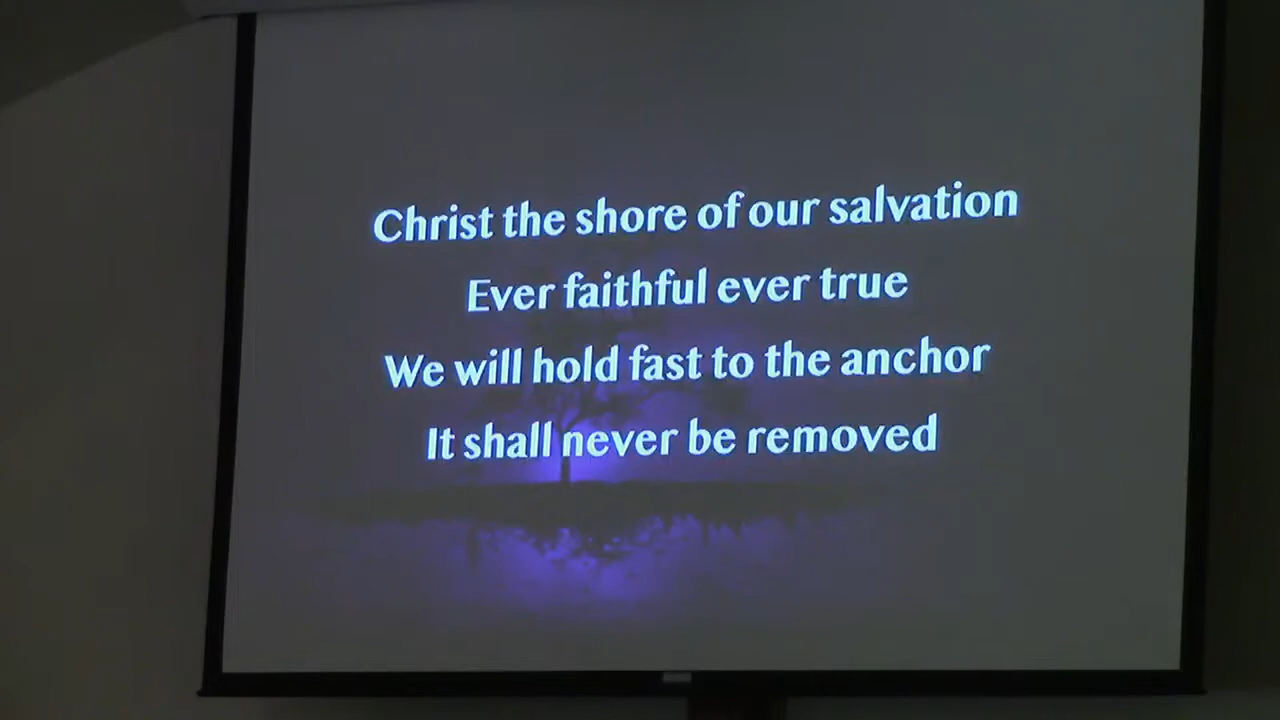 Christ the shore of our salvation
Ever faithful ever true
We will hold fast to the anchor
It shall never be removed